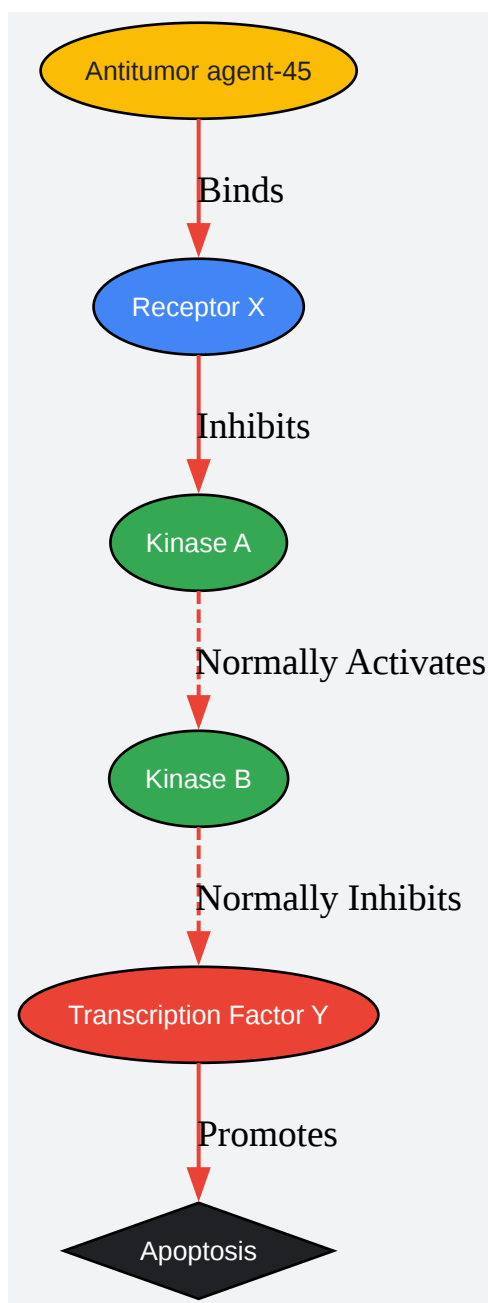 Antitumor agent-45
Binds
Receptor X
Inhibits
Kinase A
Normally Activates
Kinase B
Normally Inhibits
Transcription Factor Y
Promotes
Apoptosis